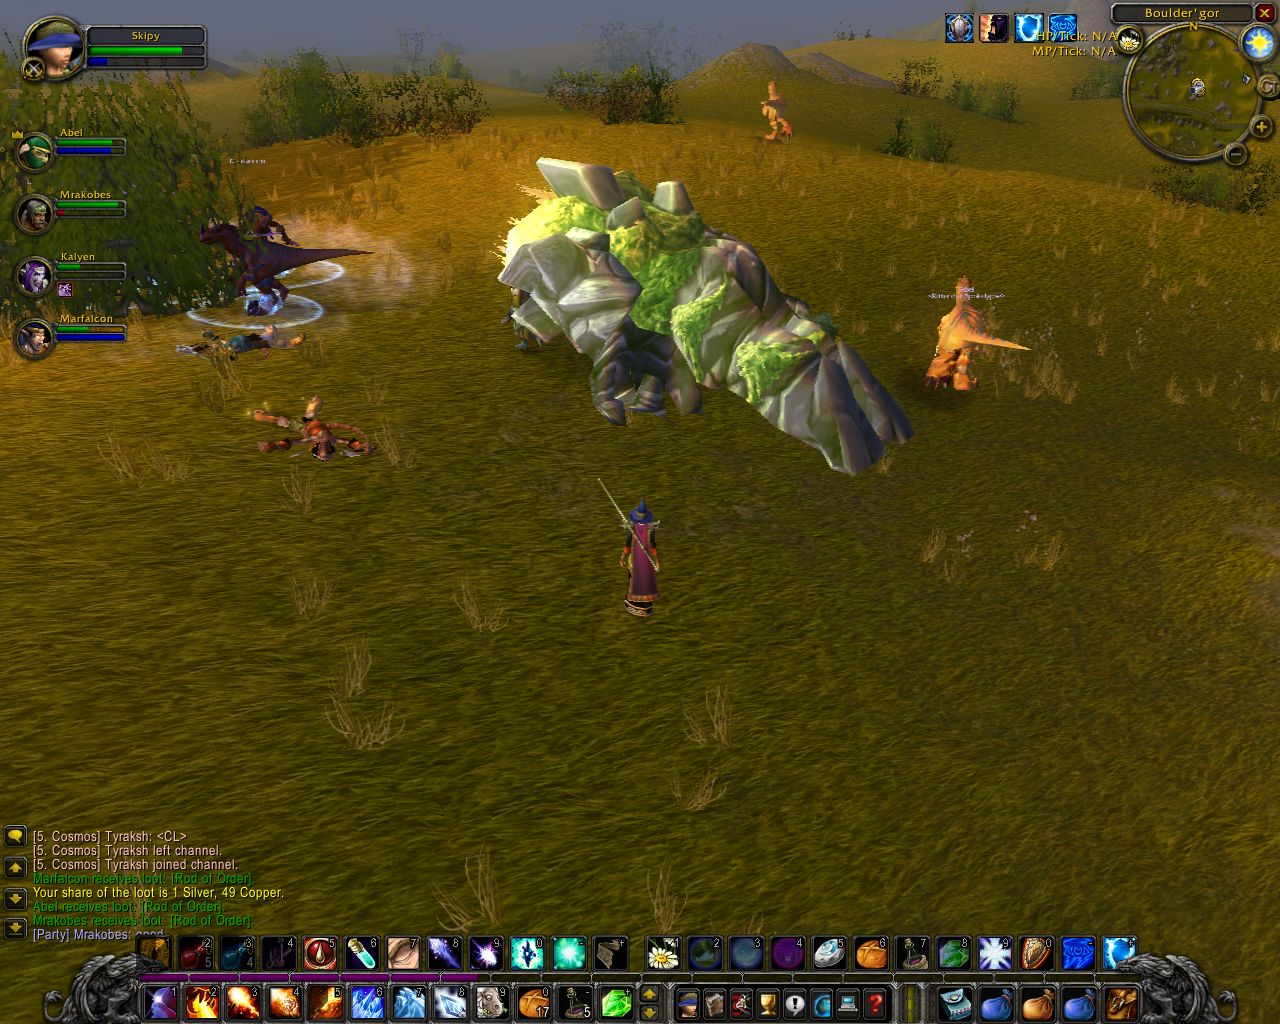 Skipy
Boulder'gor
N
HP/Tick: N/A
MP/Tick: N/A
Abel
Mrakobes
Kalyen
Marfalcon
Abel
[5. Cosmos] Tyraksh: <CL>
[5. Cosmos] Tyraksh left channel.
[5. Cosmos] Tyraksh joined channel.
Marfalcon receives loot: [Rod of Order].
Your share of the loot is 1 Silver, 49 Copper.
Abel receives loot: [Rod of Order].
Mrakobes receives loot: [Rod of Order].
[Party] Mrakobes: good